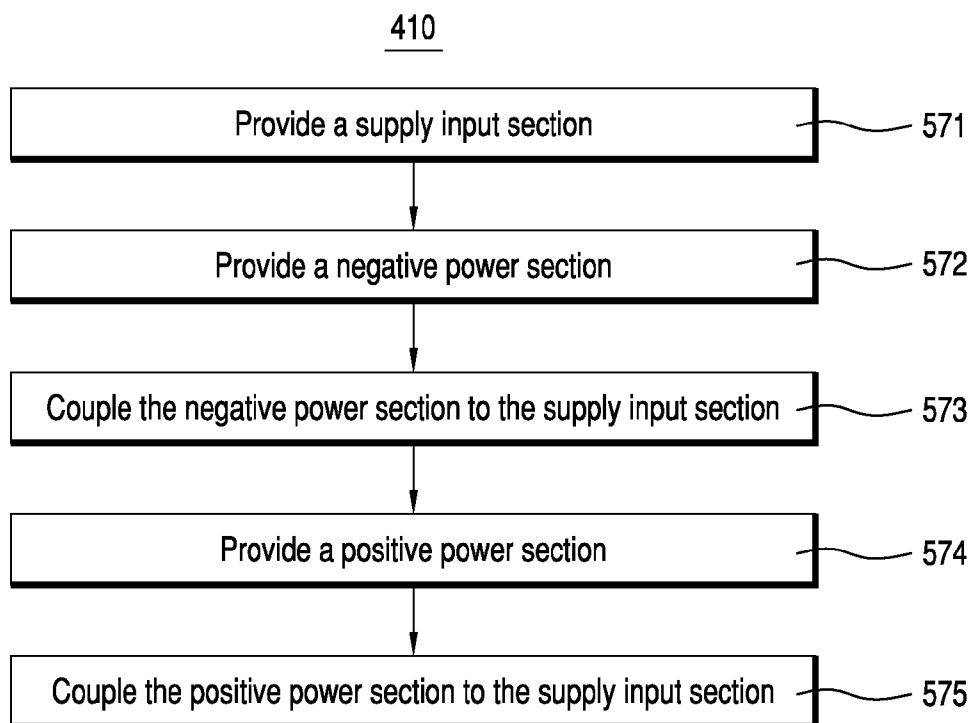 410
Provide a supply input section
571
Provide a negative power section
572
Couple the negative power section to the supply input section
573
Provide a positive power section
574
Couple the positive power section to the supply input section
575